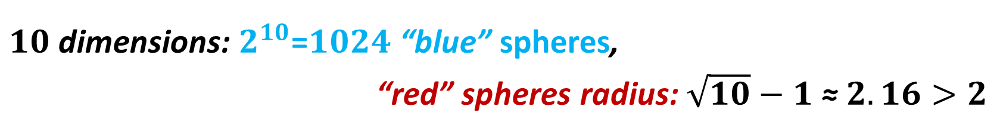 10 dimensions: 2^10=1024 “blue” spheres,
“red” spheres radius: √10 − 1 ≈ 2.16 > 2